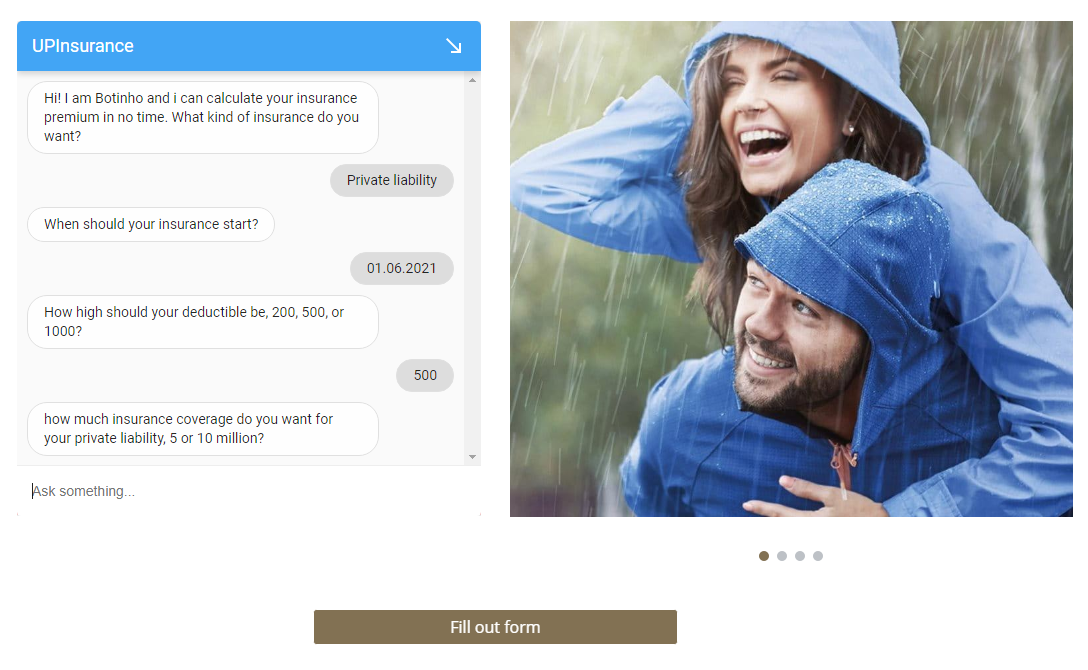 UPInsurance
Hi! I am Botinho and i can calculate your insurance
premium in no time. What kind of insurance do you
want?
Private liability
When should your insurance start?
01.06.2021
How high should your deductible be, 200, 500, or
1000?
500
how much insurance coverage do you want for
your private liability, 5 or 10 million?
Ask something...
Fill out form